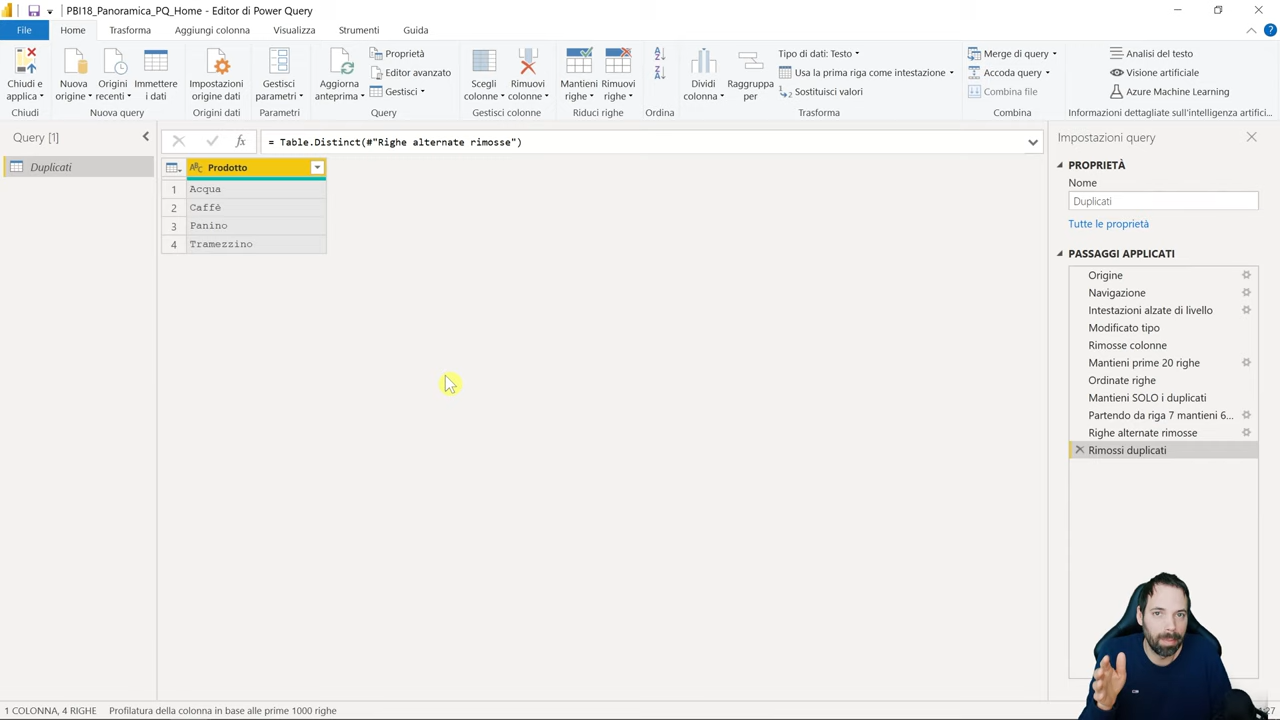 PBI18_Panoramica_PQ_Home - Editor di Power Query
File Home Trasforma Aggiungi colonna Visualizza Strumenti Guida
Chiudi e applica
Chiudi
Nuova origine
Origini recenti
Immettere i dati
Nuova query
Impostazioni origine dati
Origini dati
Gestisci parametri
Parametri
Aggiorna anteprima
Proprietà
Editor avanzato
Gestisci
Query
Scegli colonne
Rimuovi colonne
Gestisci colonne
Mantieni righe
Rimuovi righe
Riduci righe
Ordina
Dividi colonna
Raggruppa per
Tipo di dati: Testo
Usa la prima riga come intestazione
Sostituisci valori
Trasforma
Merge di query
Accoda query
Combina file
Combina
Analisi del testo
Visione artificiale
Azure Machine Learning
Informazioni dettagliate sull'intelligenza artifici...
Query [1]
Duplicati
fx
= Table.Distinct(#"Righe alternate rimosse")
ABC Prodotto
1 Acqua
2 Caffè
3 Panino
4 Tramezzino
Impostazioni query
PROPRIETÀ
Nome
Duplicati
Tutte le proprietà
PASSAGGI APPLICATI
Origine
Navigazione
Intestazioni alzate di livello
Modificato tipo
Rimosse colonne
Mantieni prime 20 righe
Ordinate righe
Mantieni SOLO i duplicati
Partendo da riga 7 mantieni 6...
Righe alternate rimosse
Rimossi duplicati
1 COLONNA, 4 RIGHE Profilatura della colonna in base alle prime 1000 righe